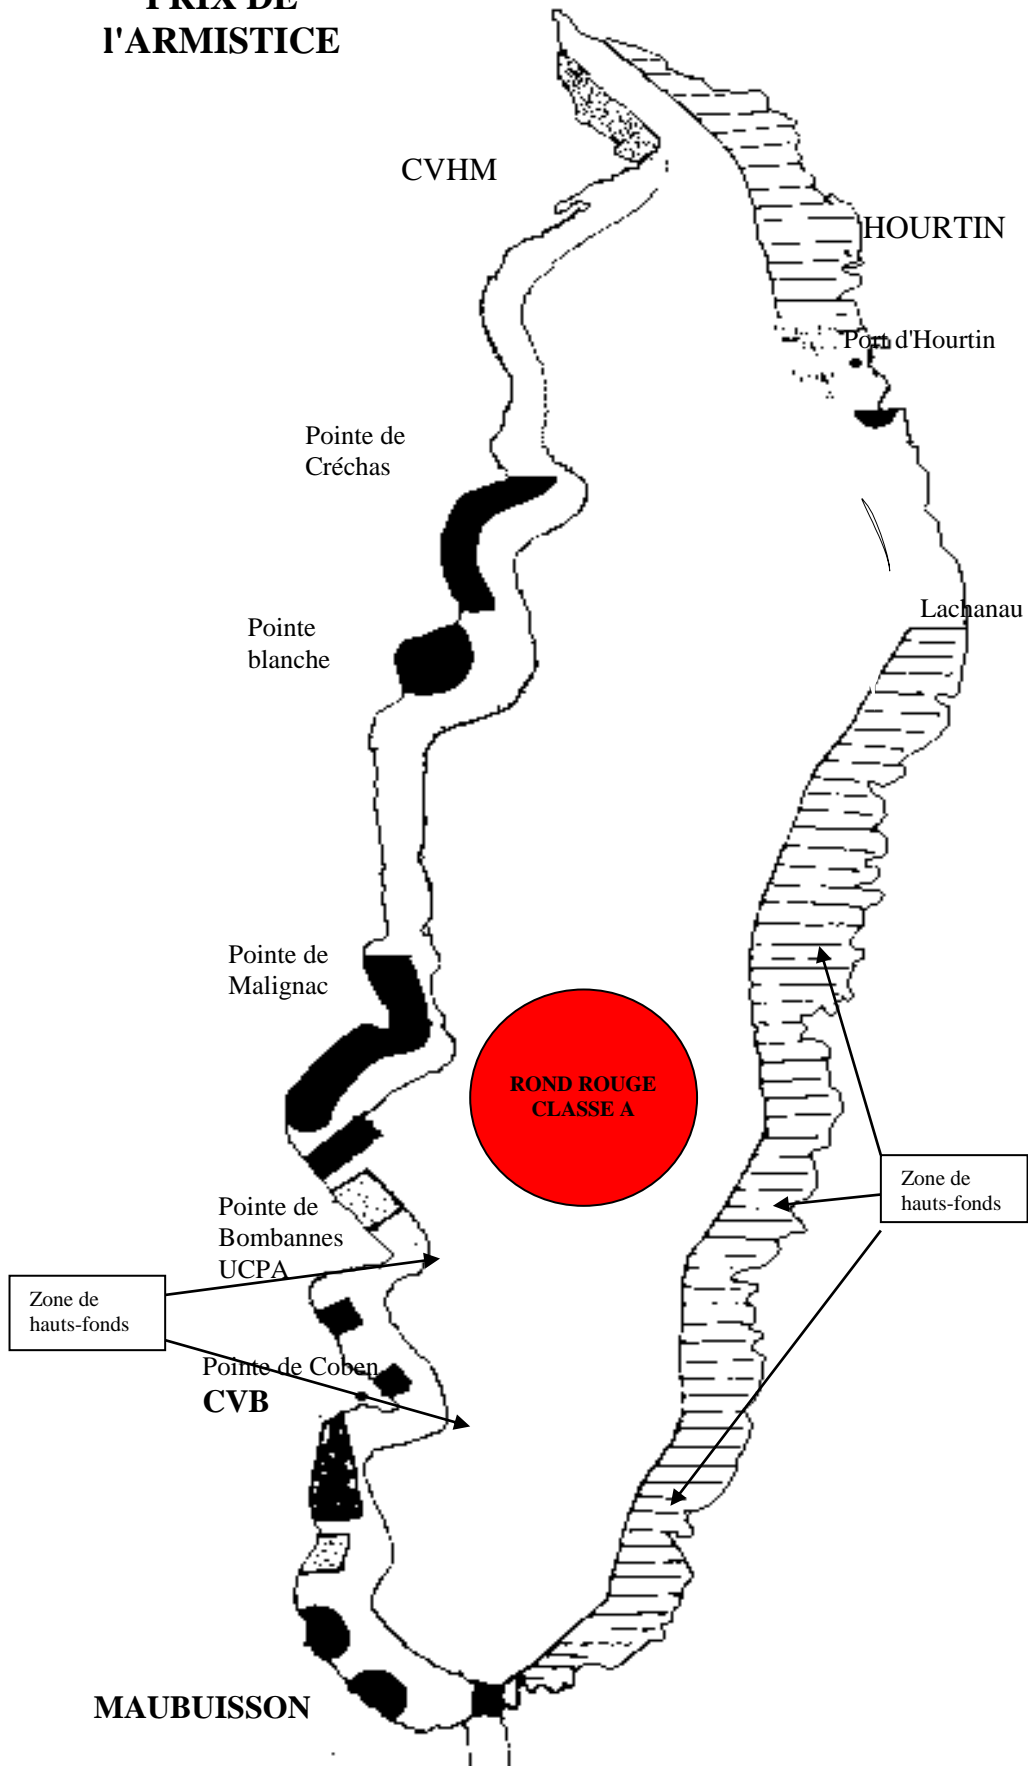 PRIX DE
l'ARMISTICE
CVHM
HOURTIN
Port d'Hourtin
Pointe de
Créchas
Lachanau
Pointe
blanche
Pointe de
Malignac
ROND ROUGE
CLASSE A
Zone de
hauts-fonds
Pointe de
Bombannes
UCPA
Zone de
hauts-fonds
Pointe de Coben
CVB
MAUBUISSON